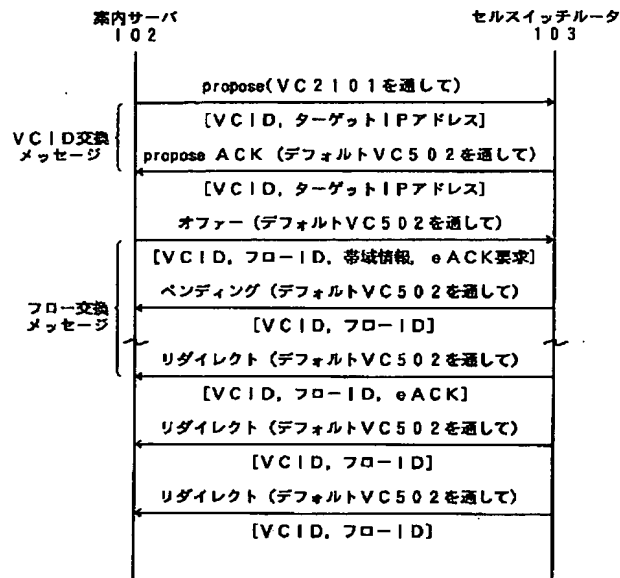 案内サーバ
102
セルスイッチルータ
103
propose(VC2101を通して)
[VCID, ターゲットIPアドレス]
VCID交換
メッセージ
propose ACK (デフォルトVC502を通して)
[VCID, ターゲットIPアドレス]
オファー (デフォルトVC502を通して)
[VCID, フローID, 帯域情報, eACK要求]
ペンディング (デフォルトVC502を通して)
フロー交換
メッセージ
[VCID, フローID]
リダイレクト (デフォルトVC502を通して)
[VCID, フローID, eACK]
リダイレクト (デフォルトVC502を通して)
[VCID, フローID]
リダイレクト (デフォルトVC502を通して)
[VCID, フローID]